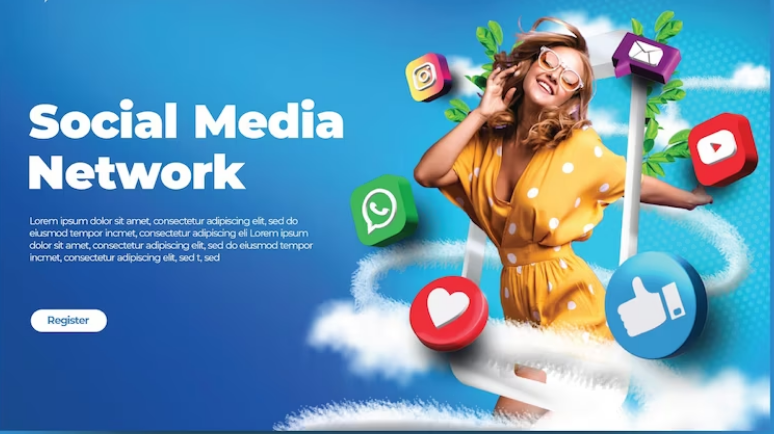 Social Media
Network
Lorem ipsum dolor sit amet, consectetur adipiscing elit, sed do
eiusmod tempor incmet, consectetur adipiscing eli Lorem ipsum
dolor sit amet, consectetur adipiscing elit, sed do eiusmod tempor
incmet, consectetur adipiscing elit, sed t, sed
Register